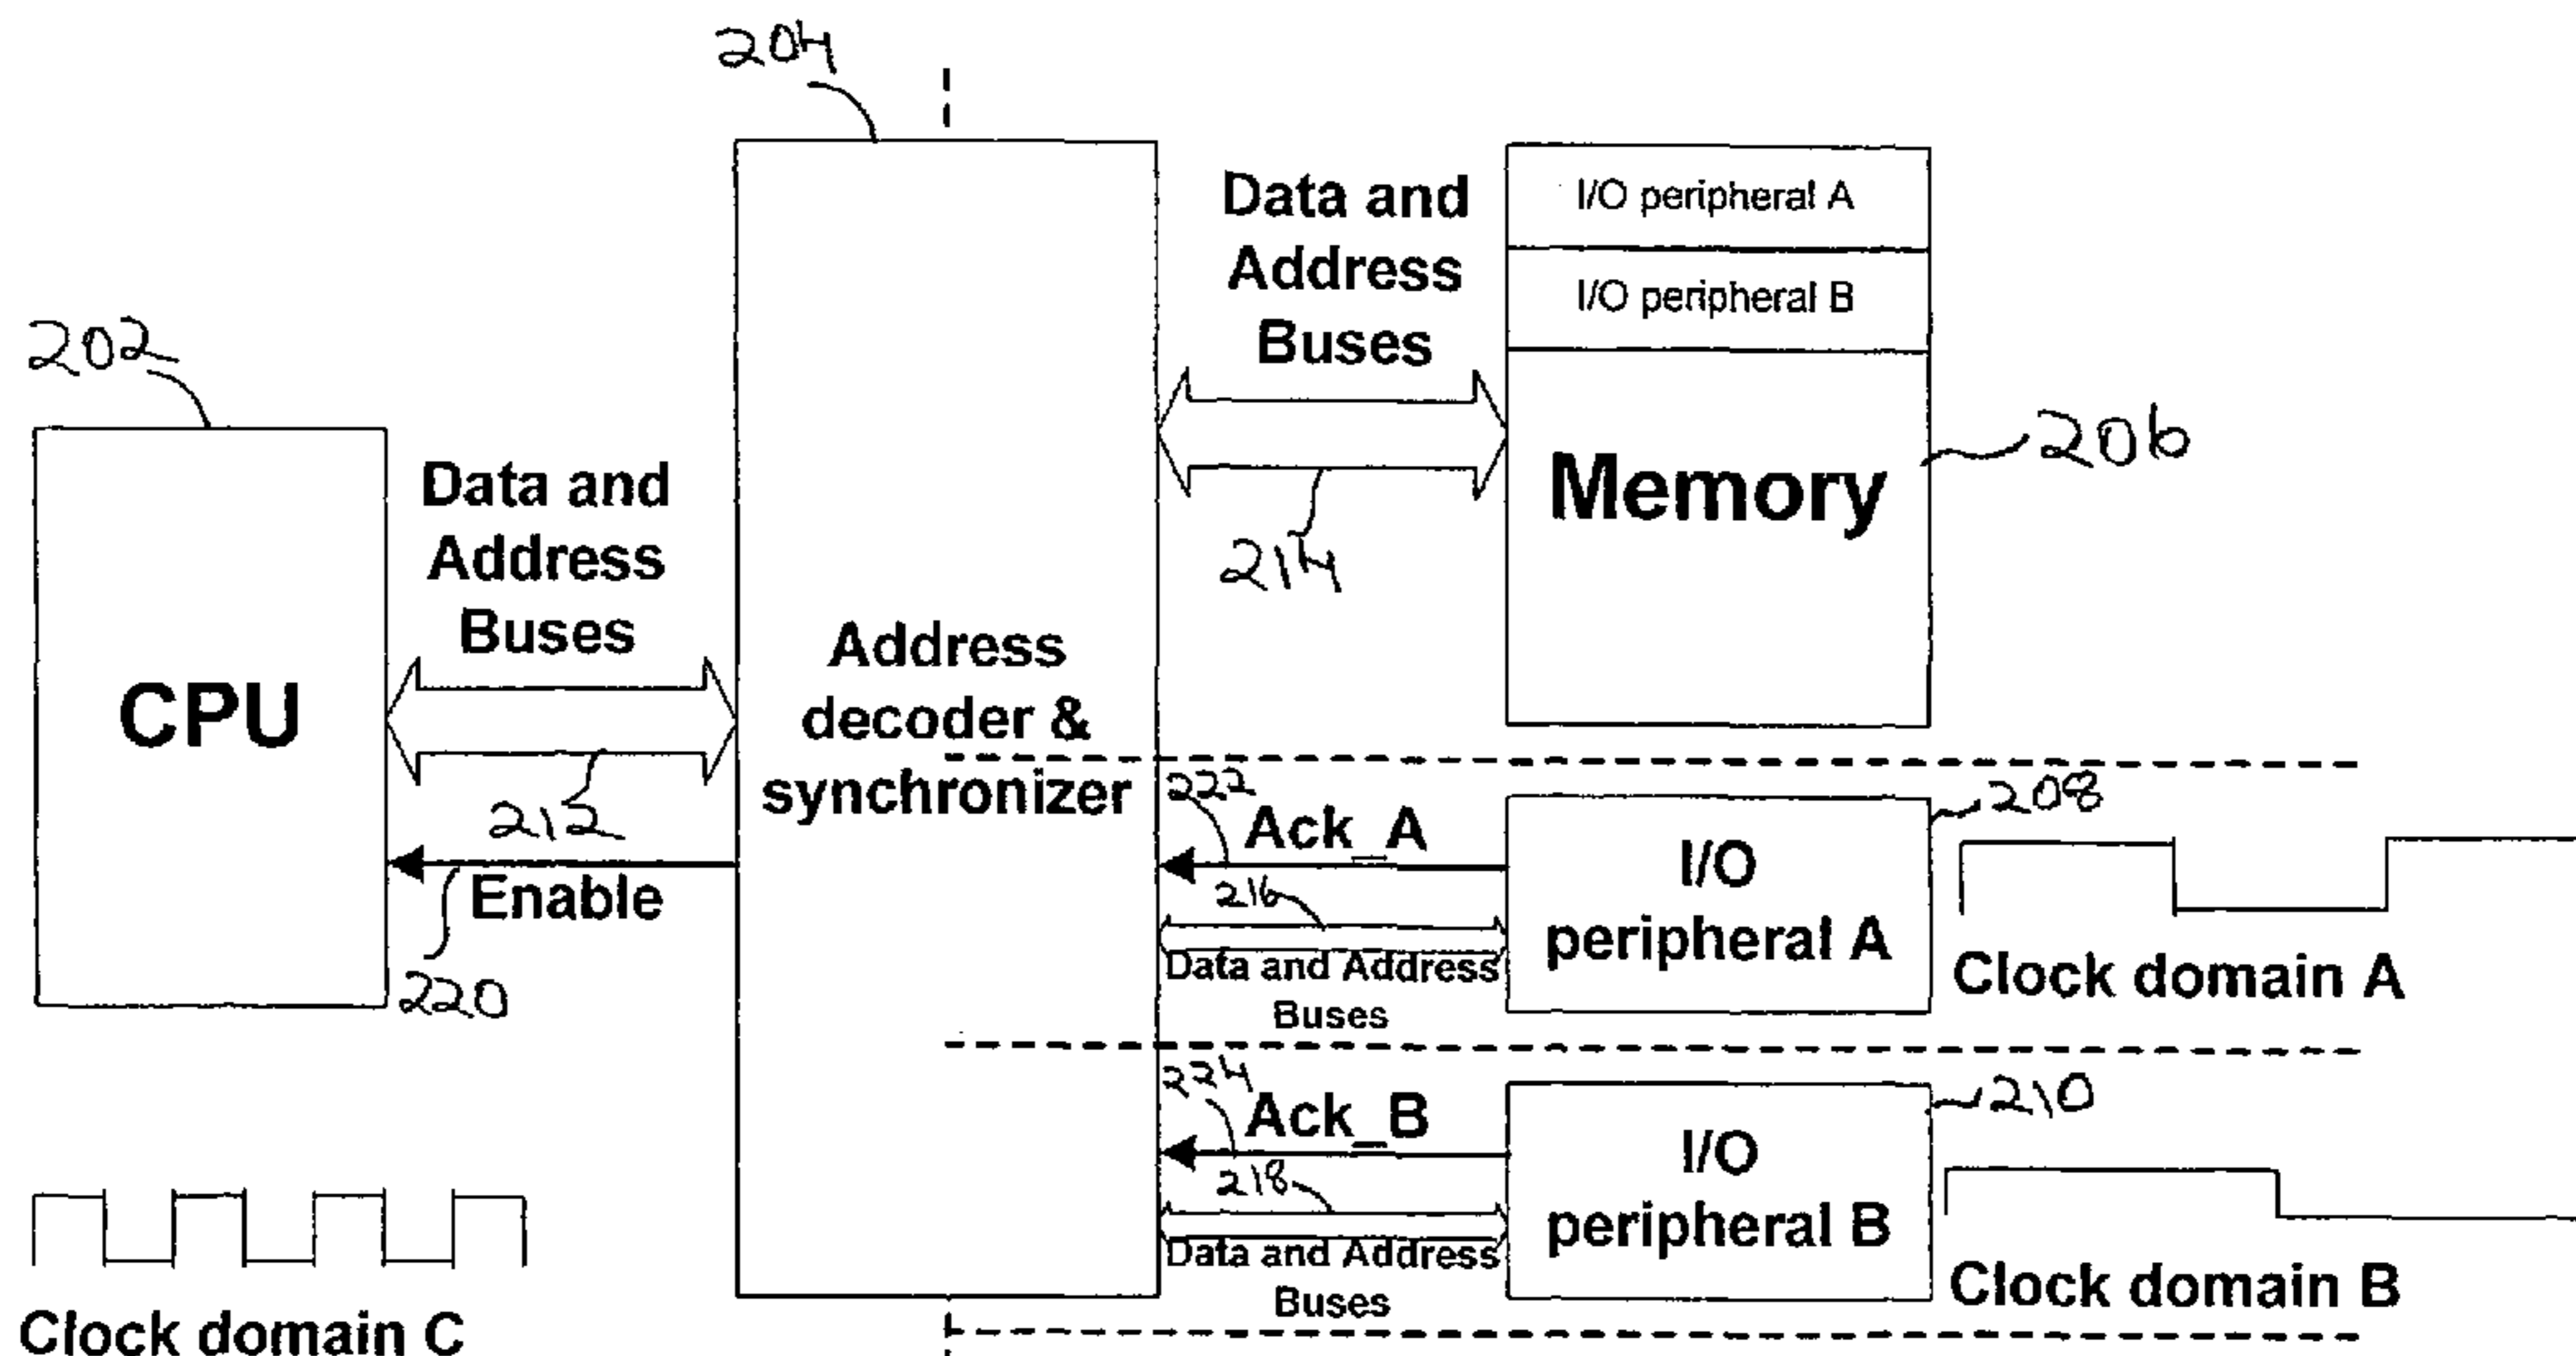 204
Data and
Address
Buses
I/O peripheral A
I/O peripheral B
Memory
206
214
202
CPU
Data and
Address
Buses
212
Enable
220
Address
decoder &
synchronizer
222
Ack_A
216
Data and Address
Buses
I/O
peripheral A
208
Clock domain A
224
Ack_B
218
Data and Address
Buses
I/O
peripheral B
210
Clock domain B
Clock domain C